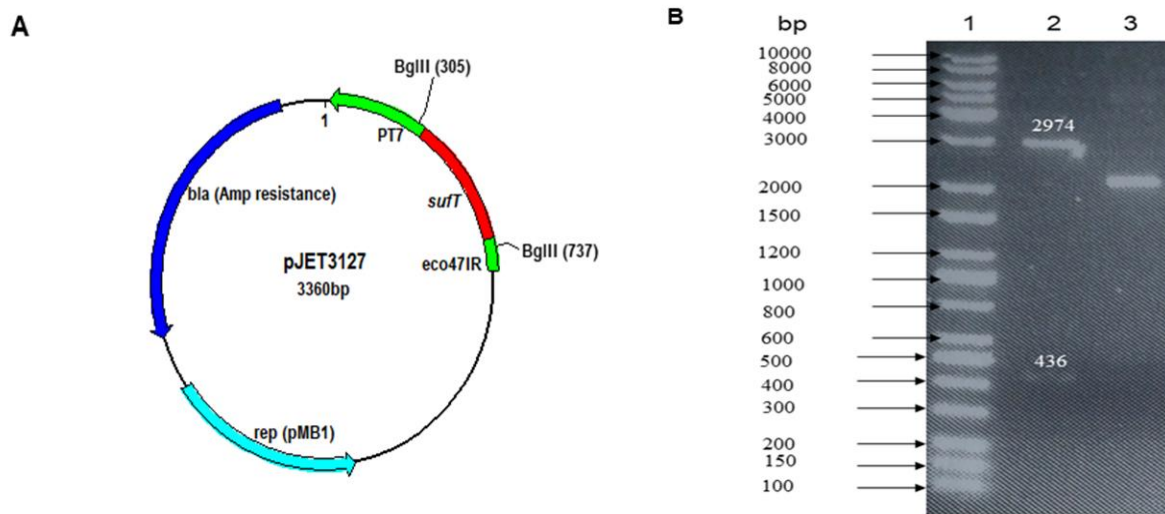 A
BglII (305)
1
PT7
bla (Amp resistance)
sufT
pJET3127
3360bp
eco47IR
BglII (737)
rep (pMB1)
B
bp 1 2 3
10000
8000
6000
5000
4000
3000
2000
1500
1200
1000
800
600
500
400
300
200
150
100
2974
436